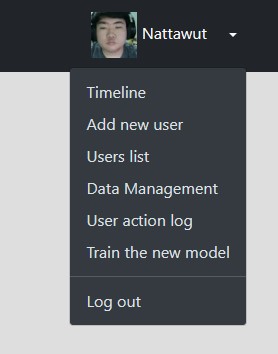 Nattawut
Timeline
Add new user
Users list
Data Management
User action log
Train the new model
Log out